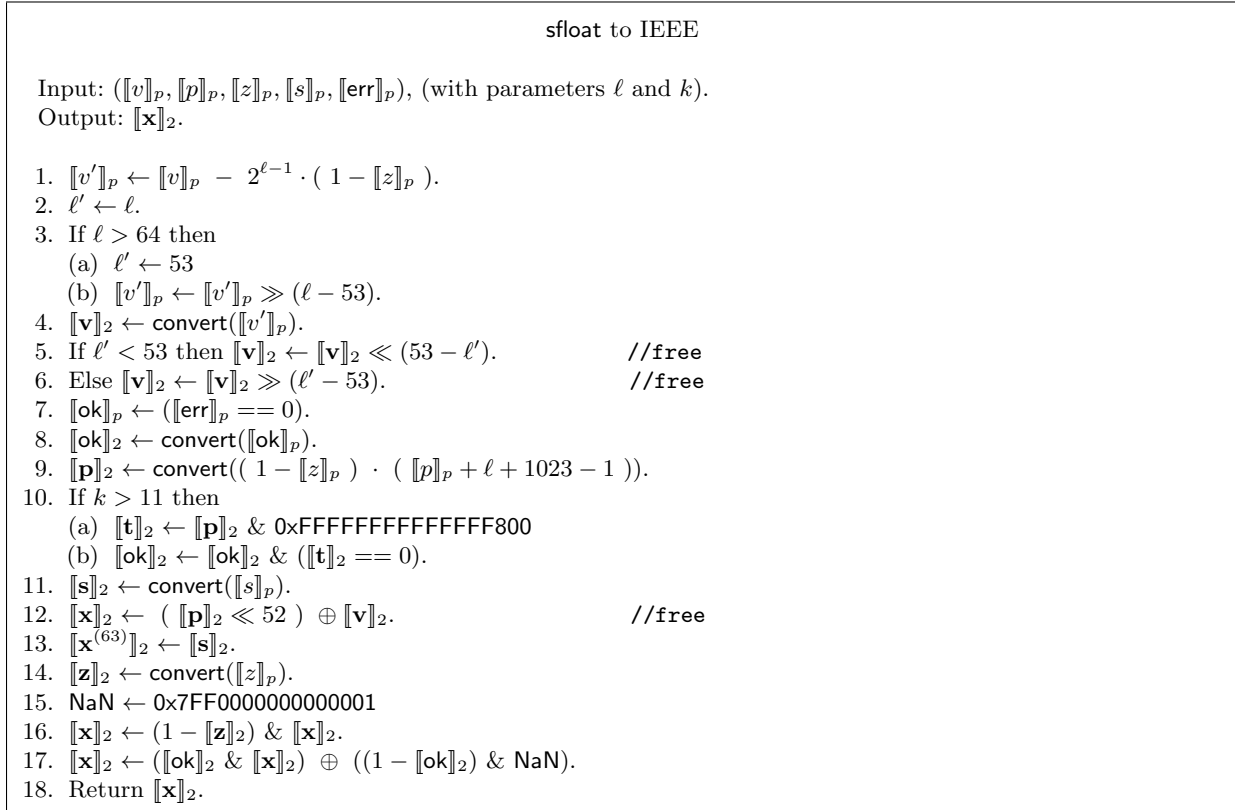 sfloat to IEEE
Input: (⟦v⟧ₚ, ⟦p⟧ₚ, ⟦z⟧ₚ, ⟦s⟧ₚ, ⟦err⟧ₚ), (with parameters ℓ and k).
Output: ⟦𝐱⟧₂.
1. ⟦v′⟧ₚ ← ⟦v⟧ₚ − 2^{ℓ−1} · ( 1 − ⟦z⟧ₚ ).
2. ℓ′ ← ℓ.
3. If ℓ > 64 then
(a) ℓ′ ← 53
(b) ⟦v′⟧ₚ ← ⟦v′⟧ₚ ≫ (ℓ − 53).
4. ⟦𝐯⟧₂ ← convert(⟦v′⟧ₚ).
5. If ℓ′ < 53 then ⟦𝐯⟧₂ ← ⟦𝐯⟧₂ ≪ (53 − ℓ′). //free
6. Else ⟦𝐯⟧₂ ← ⟦𝐯⟧₂ ≫ (ℓ′ − 53). //free
7. ⟦ok⟧ₚ ← (⟦err⟧ₚ == 0).
8. ⟦ok⟧₂ ← convert(⟦ok⟧ₚ).
9. ⟦𝐩⟧₂ ← convert(( 1 − ⟦z⟧ₚ ) · ( ⟦p⟧ₚ + ℓ + 1023 − 1 )).
10. If k > 11 then
(a) ⟦𝐭⟧₂ ← ⟦𝐩⟧₂ & 0xFFFFFFFFFFFFFF800
(b) ⟦ok⟧₂ ← ⟦ok⟧₂ & (⟦𝐭⟧₂ == 0).
11. ⟦𝐬⟧₂ ← convert(⟦s⟧ₚ).
12. ⟦𝐱⟧₂ ← ( ⟦𝐩⟧₂ ≪ 52 ) ⊕ ⟦𝐯⟧₂. //free
13. ⟦𝐱^{(63)}⟧₂ ← ⟦𝐬⟧₂.
14. ⟦𝐳⟧₂ ← convert(⟦z⟧ₚ).
15. NaN ← 0x7FF0000000000001
16. ⟦𝐱⟧₂ ← (1 − ⟦𝐳⟧₂) & ⟦𝐱⟧₂.
17. ⟦𝐱⟧₂ ← (⟦ok⟧₂ & ⟦𝐱⟧₂) ⊕ ((1 − ⟦ok⟧₂) & NaN).
18. Return ⟦𝐱⟧₂.